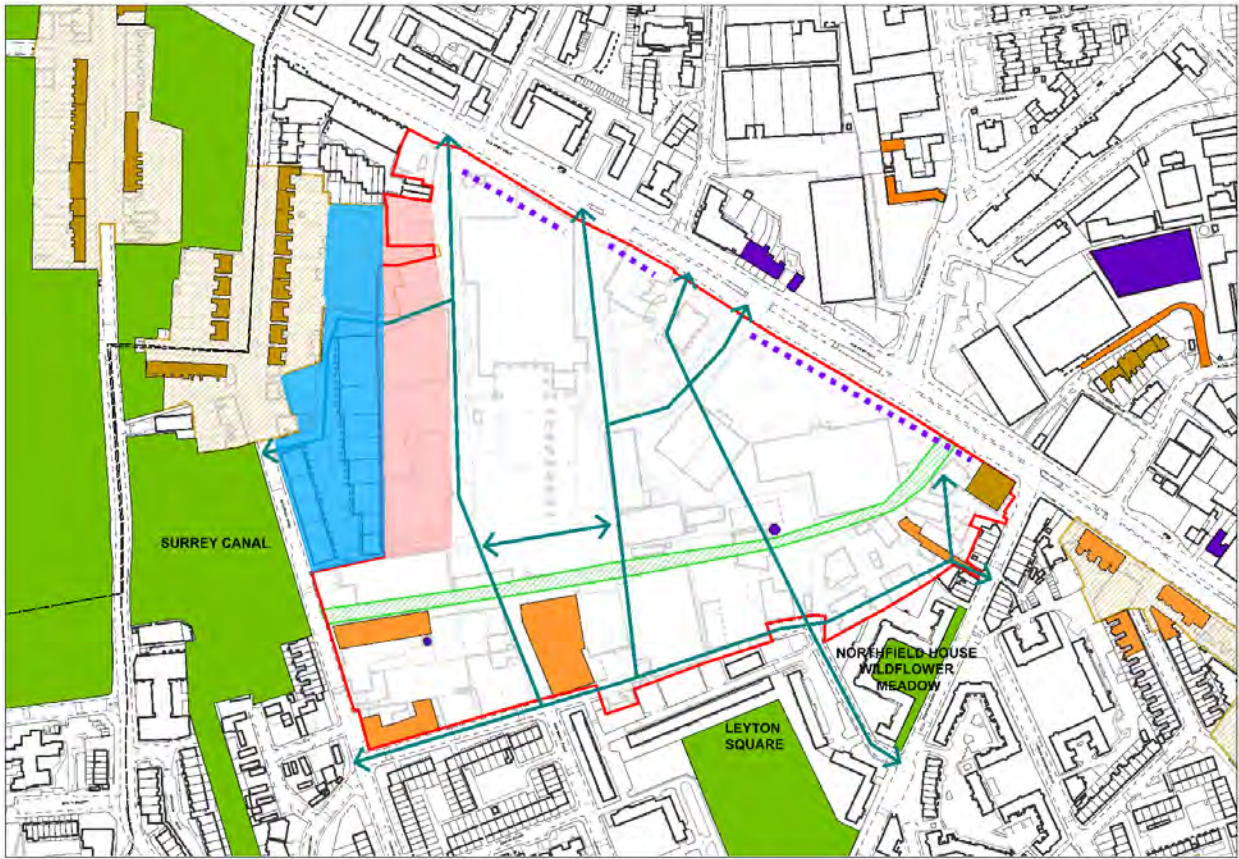 SURREY CANAL
NORTHFIELD HOUSE
WILDFLOWER
MEADOW
LEYTON
SQUARE